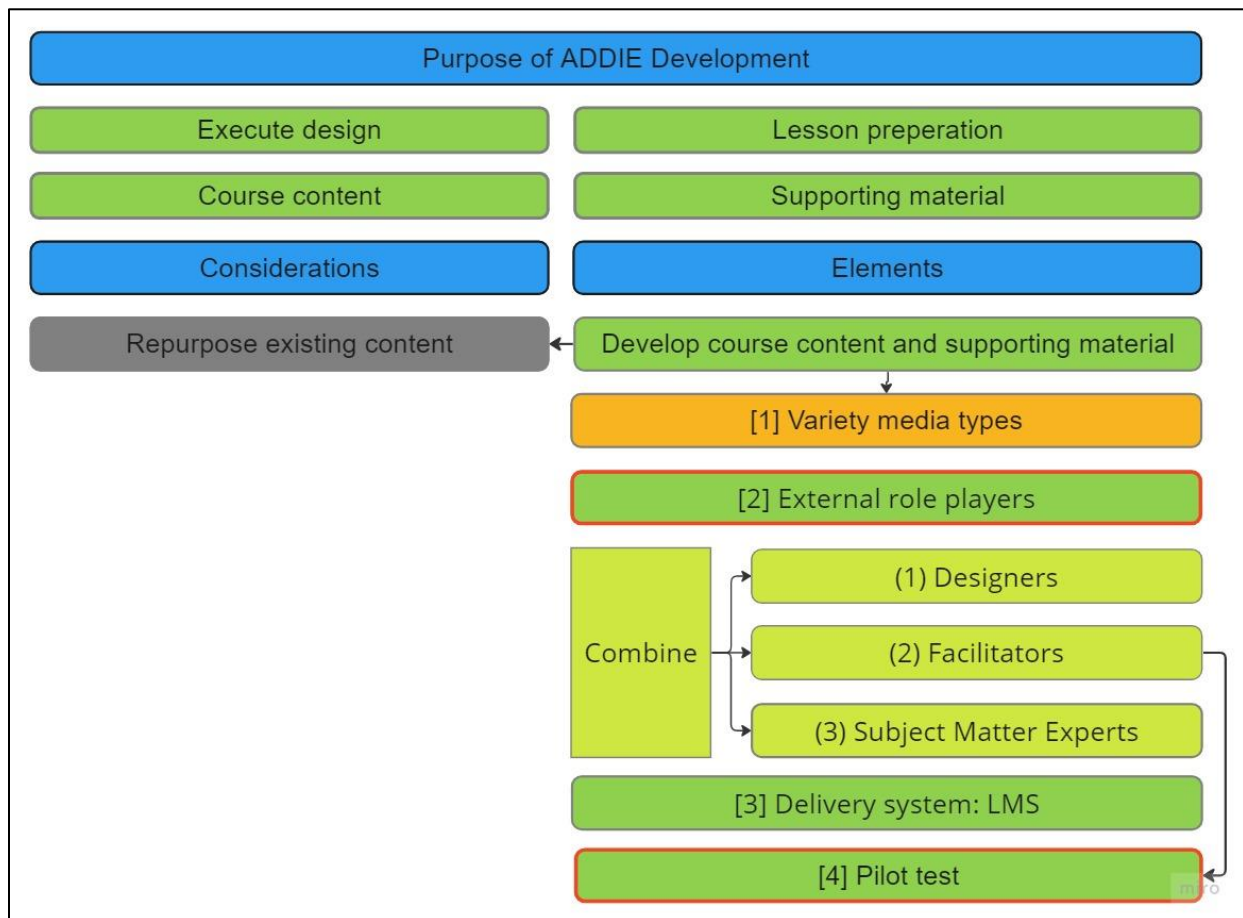 Purpose of ADDIE Development
Execute design
Lesson preperation
Course content
Supporting material
Considerations
Elements
Repurpose existing content
Develop course content and supporting material
[1] Variety media types
[2] External role players
Combine
(1) Designers
(2) Facilitators
(3) Subject Matter Experts
[3] Delivery system: LMS
[4] Pilot test
miro